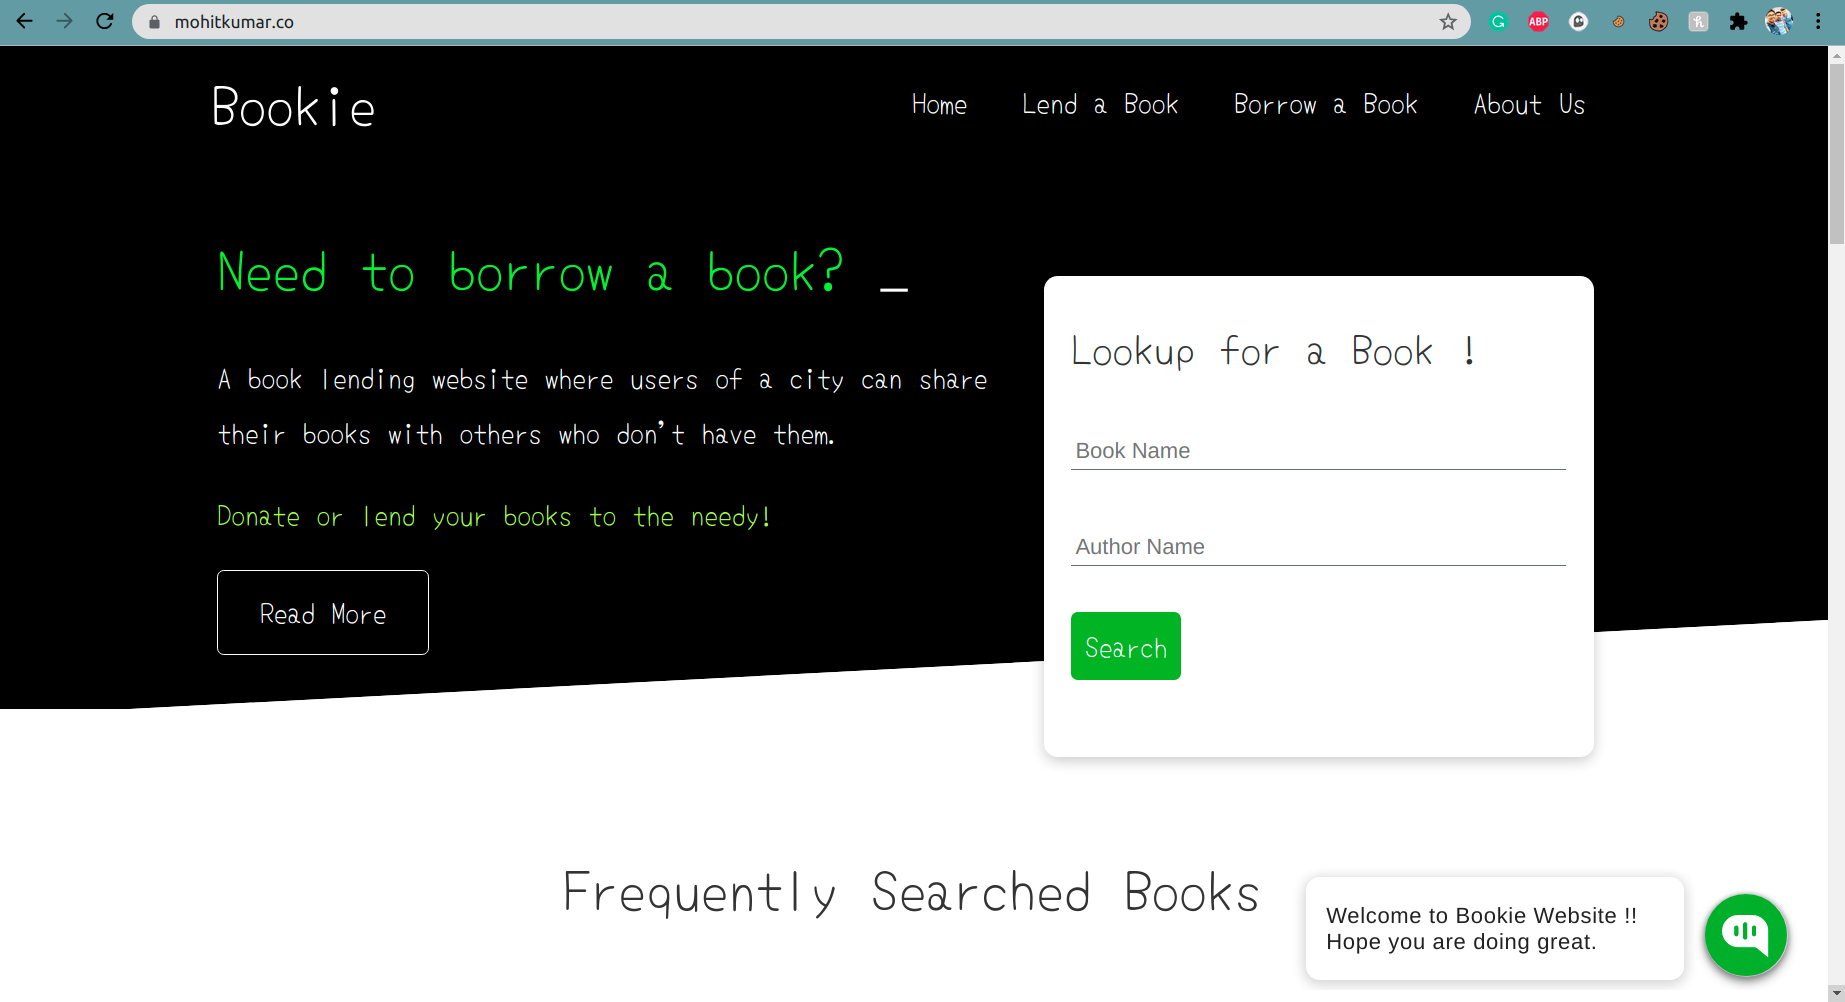 mohitkumar.co
ABP
Bookie
Home Lend a Book Borrow a Book About Us
Need to borrow a book? _
A book lending website where users of a city can share
their books with others who don't have them.
Donate or lend your books to the needy!
Read More
Lookup for a Book !
Book Name
Author Name
Search
Frequently Searched Books
Welcome to Bookie Website !!
Hope you are doing great.